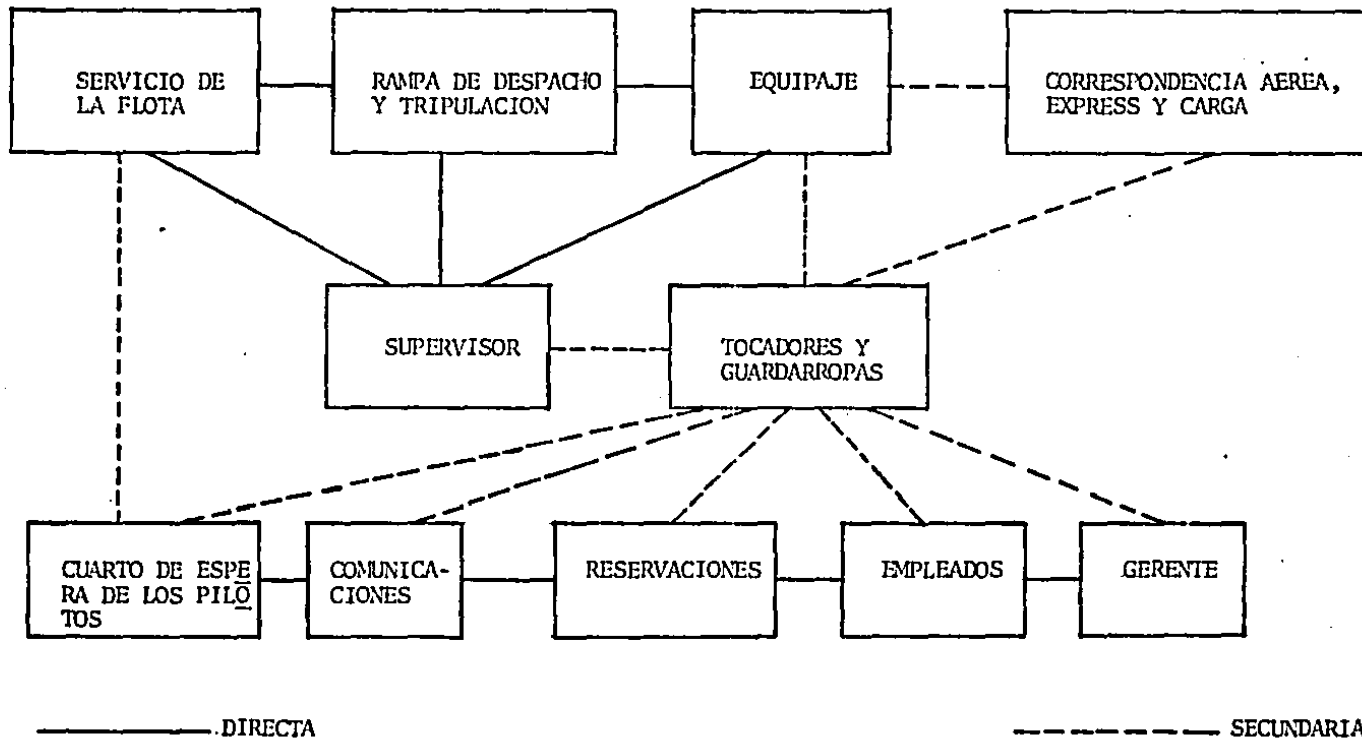 SERVICIO DE
LA FLOTA
RAMPA DE DESPACHO
Y TRIPULACION
EQUIPAJE
CORRESPONDENCIA AEREA,
EXPRESS Y CARGA
SUPERVISOR
TOCADORES Y
GUARDARROPAS
CUARTO DE ESPE
RA DE LOS PILO
TOS
COMUNICA-
CIONES
RESERVACIONES
EMPLEADOS
GERENTE
DIRECTA
SECUNDARIA